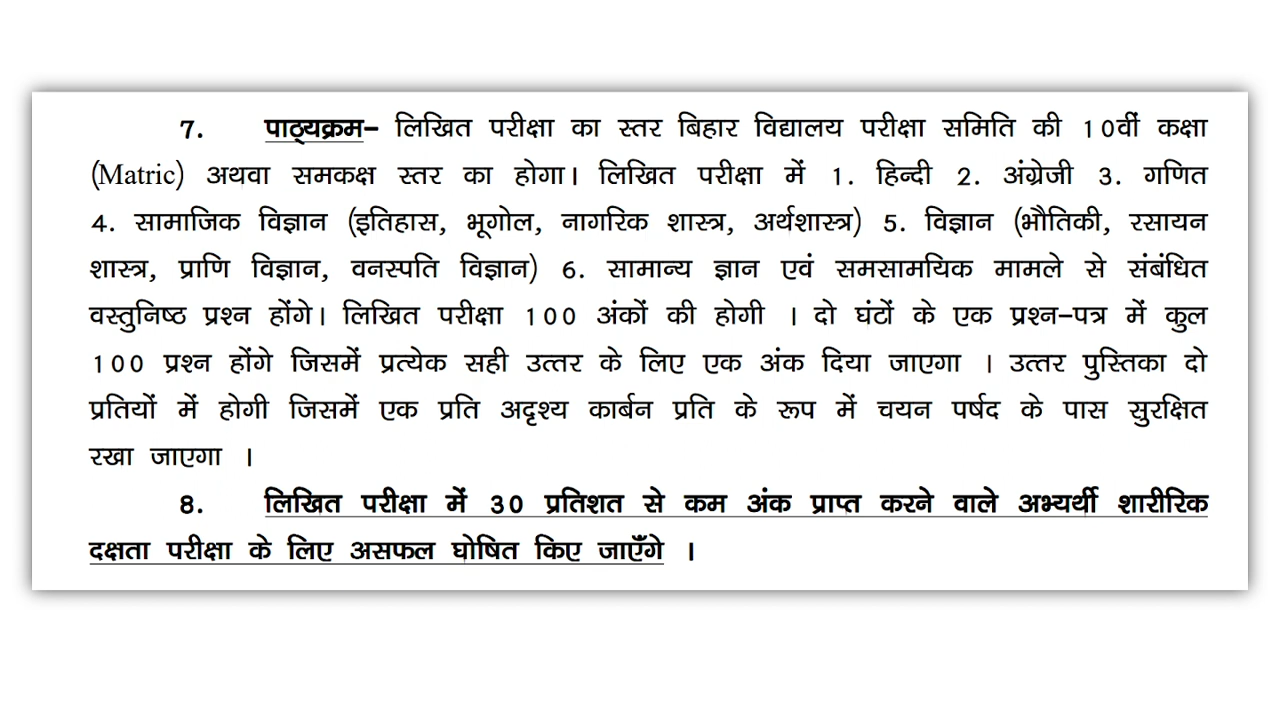 7. पाठ्यक्रम– लिखित परीक्षा का स्तर बिहार विद्यालय परीक्षा समिति की 10वीं कक्षा
(Matric) अथवा समकक्ष स्तर का होगा। लिखित परीक्षा में 1. हिन्दी 2. अंग्रेजी 3. गणित
4. सामाजिक विज्ञान (इतिहास, भूगोल, नागरिक शास्त्र, अर्थशास्त्र) 5. विज्ञान (भौतिकी, रसायन
शास्त्र, प्राणि विज्ञान, वनस्पति विज्ञान) 6. सामान्य ज्ञान एवं समसामयिक मामले से संबंधित
वस्तुनिष्ठ प्रश्न होंगे। लिखित परीक्षा 100 अंकों की होगी । दो घंटों के एक प्रश्न–पत्र में कुल
100 प्रश्न होंगे जिसमें प्रत्येक सही उत्तर के लिए एक अंक दिया जाएगा । उत्तर पुस्तिका दो
प्रतियों में होगी जिसमें एक प्रति अदृश्य कार्बन प्रति के रूप में चयन पर्षद के पास सुरक्षित
रखा जाएगा ।
8. लिखित परीक्षा में 30 प्रतिशत से कम अंक प्राप्त करने वाले अभ्यर्थी शारीरिक
दक्षता परीक्षा के लिए असफल घोषित किए जाएँगे ।